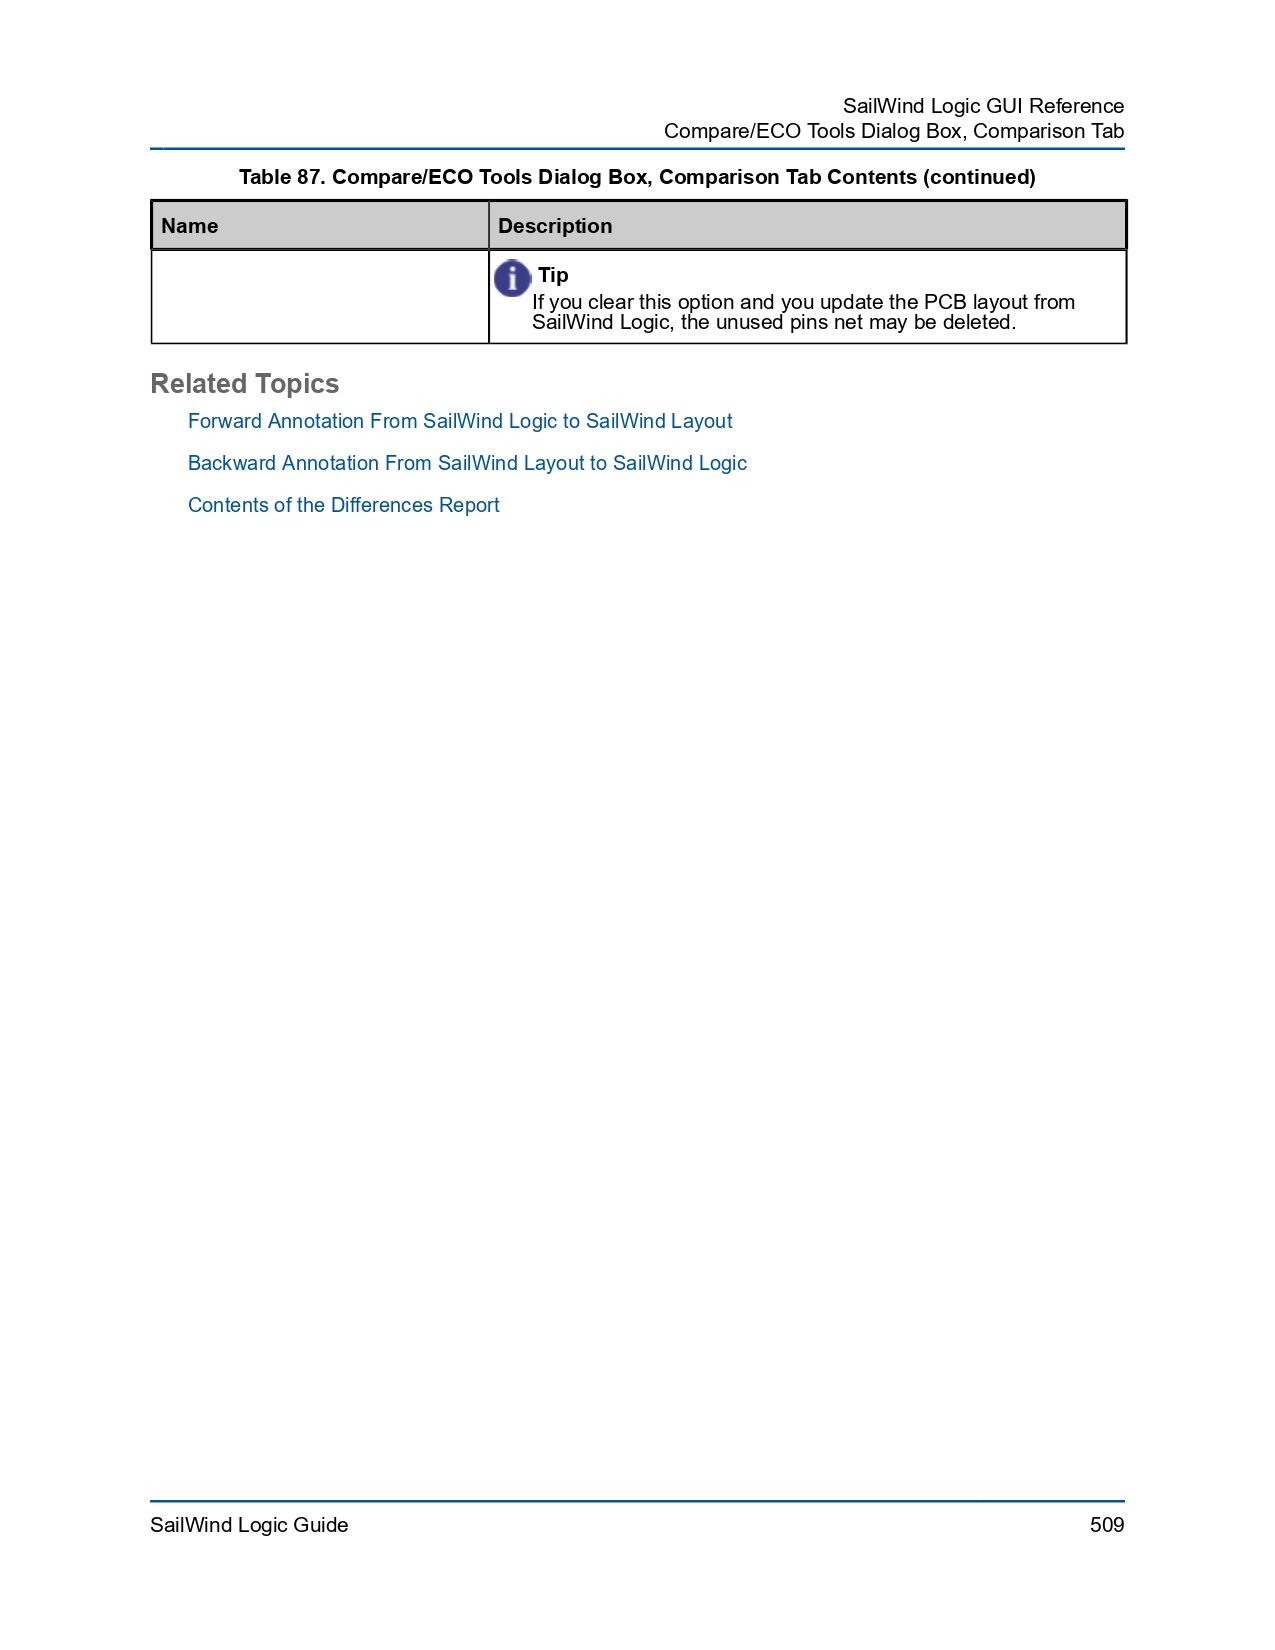 SailWind Logic GUI Reference
Compare/ECO Tools Dialog Box, Comparison Tab
Table 87. Compare/ECO Tools Dialog Box, Comparison Tab Contents (continued)
Name
Description
Tip
If you clear this option and you update the PCB layout from
SailWind Logic, the unused pins net may be deleted.
Related Topics
Forward Annotation From SailWind Logic to SailWind Layout
Backward Annotation From SailWind Layout to SailWind Logic
Contents of the Differences Report
SailWind Logic Guide
509